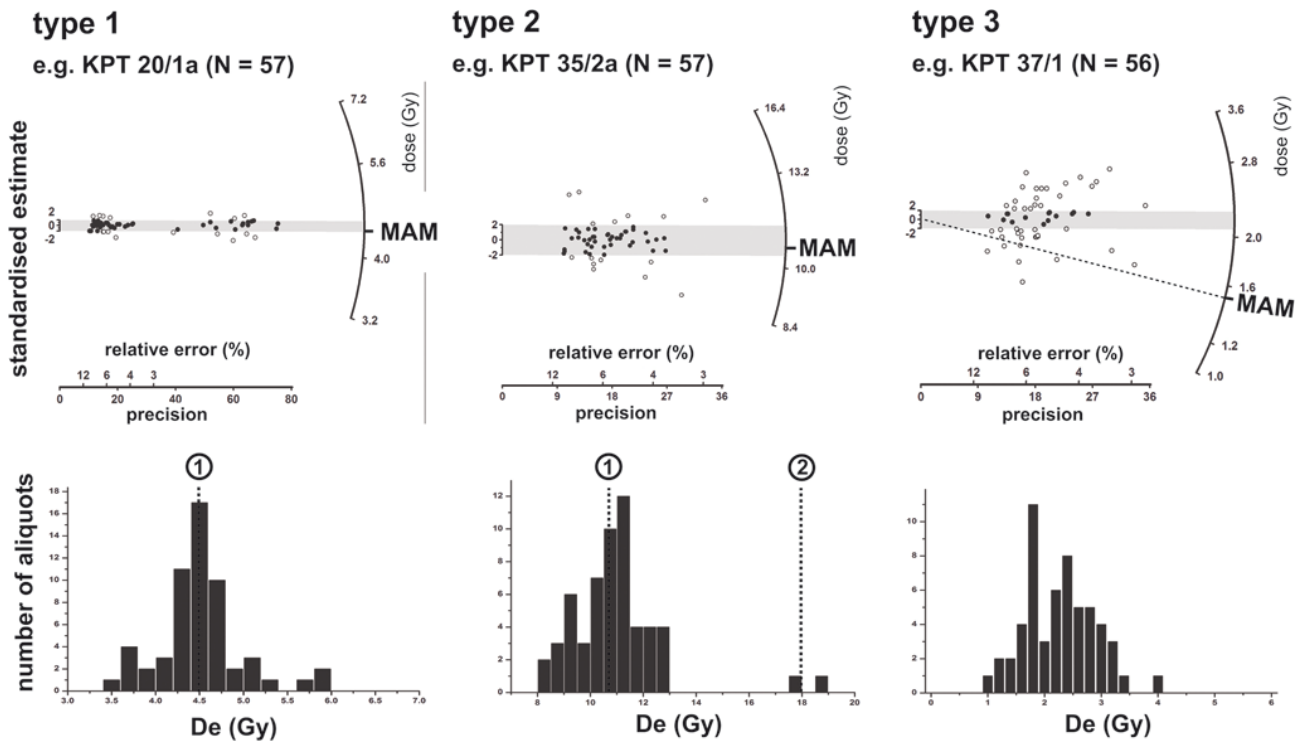 type 1
e.g. KPT 20/1a (N = 57)
standardised estimate
2
0
-2
7.2
5.6
4.0
3.2
dose (Gy)
MAM
relative error (%)
12 6 4 3
0 20 40 60 80
precision
type 2
e.g. KPT 35/2a (N = 57)
2
0
-2
16.4
13.2
10.0
8.4
dose (Gy)
MAM
relative error (%)
12 6 4 3
0 9 18 27 36
precision
type 3
e.g. KPT 37/1 (N = 56)
2
0
-2
3.6
2.8
2.0
1.6
1.2
1.0
dose (Gy)
MAM
relative error (%)
12 6 4 3
0 9 18 27 36
precision
number of aliquots
1
18
16
14
12
10
8
6
4
2
0
3.0 3.5 4.0 4.5 5.0 5.5 6.0 6.5 7.0
De (Gy)
1 2
12
10
8
6
4
2
0
8 10 12 14 16 18 20
De (Gy)
10
8
6
4
2
0
0 1 2 3 4 5 6
De (Gy)